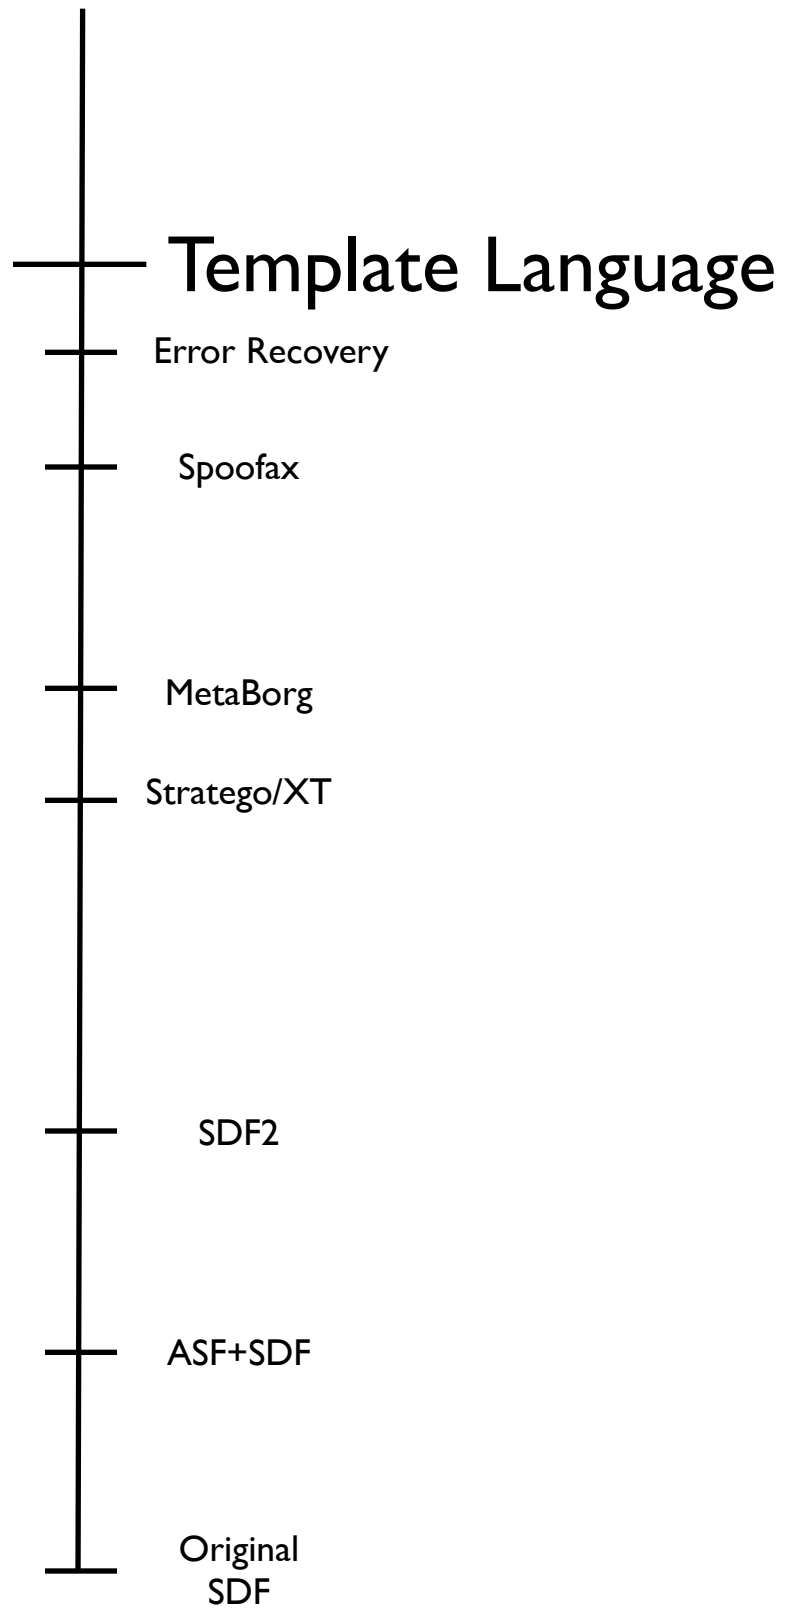 Template Language
Error Recovery
Spoofax
MetaBorg
Stratego/XT
SDF2
ASF+SDF
Original
SDF